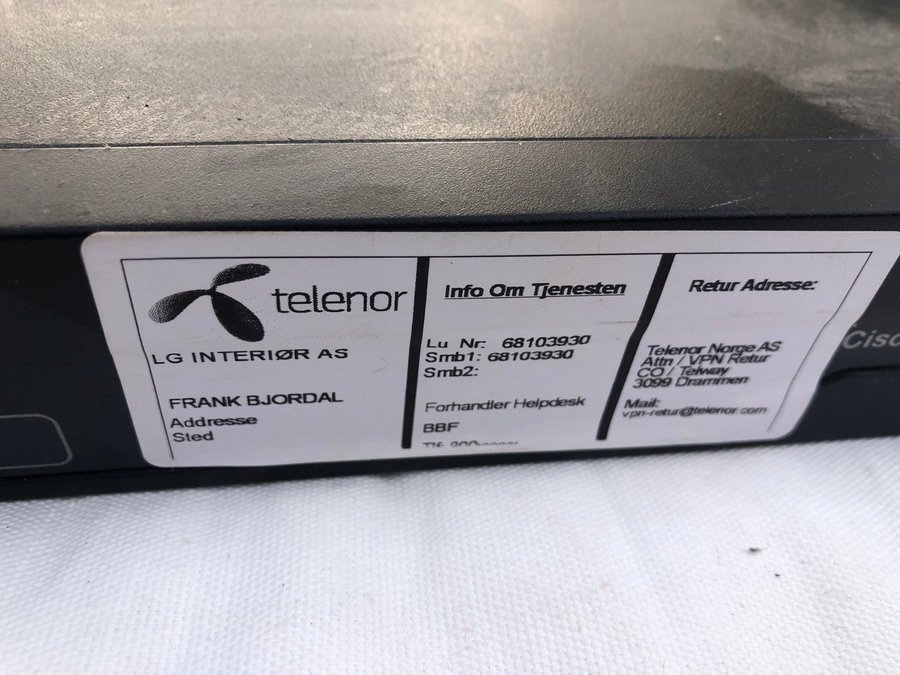 telenor
LG INTERIØR AS
FRANK BJORDAL
Addresse
Sted
Info Om Tjenesten
Lu Nr: 68103930
Smb1: 68103930
Smb2:
Forhandler Helpdesk
BBF
Retur Adresse:
Telenor Norge AS
Attn / VPN Retur
CO / Telway
3099 Drammen
Mail:
vpn-retur@telenor.com